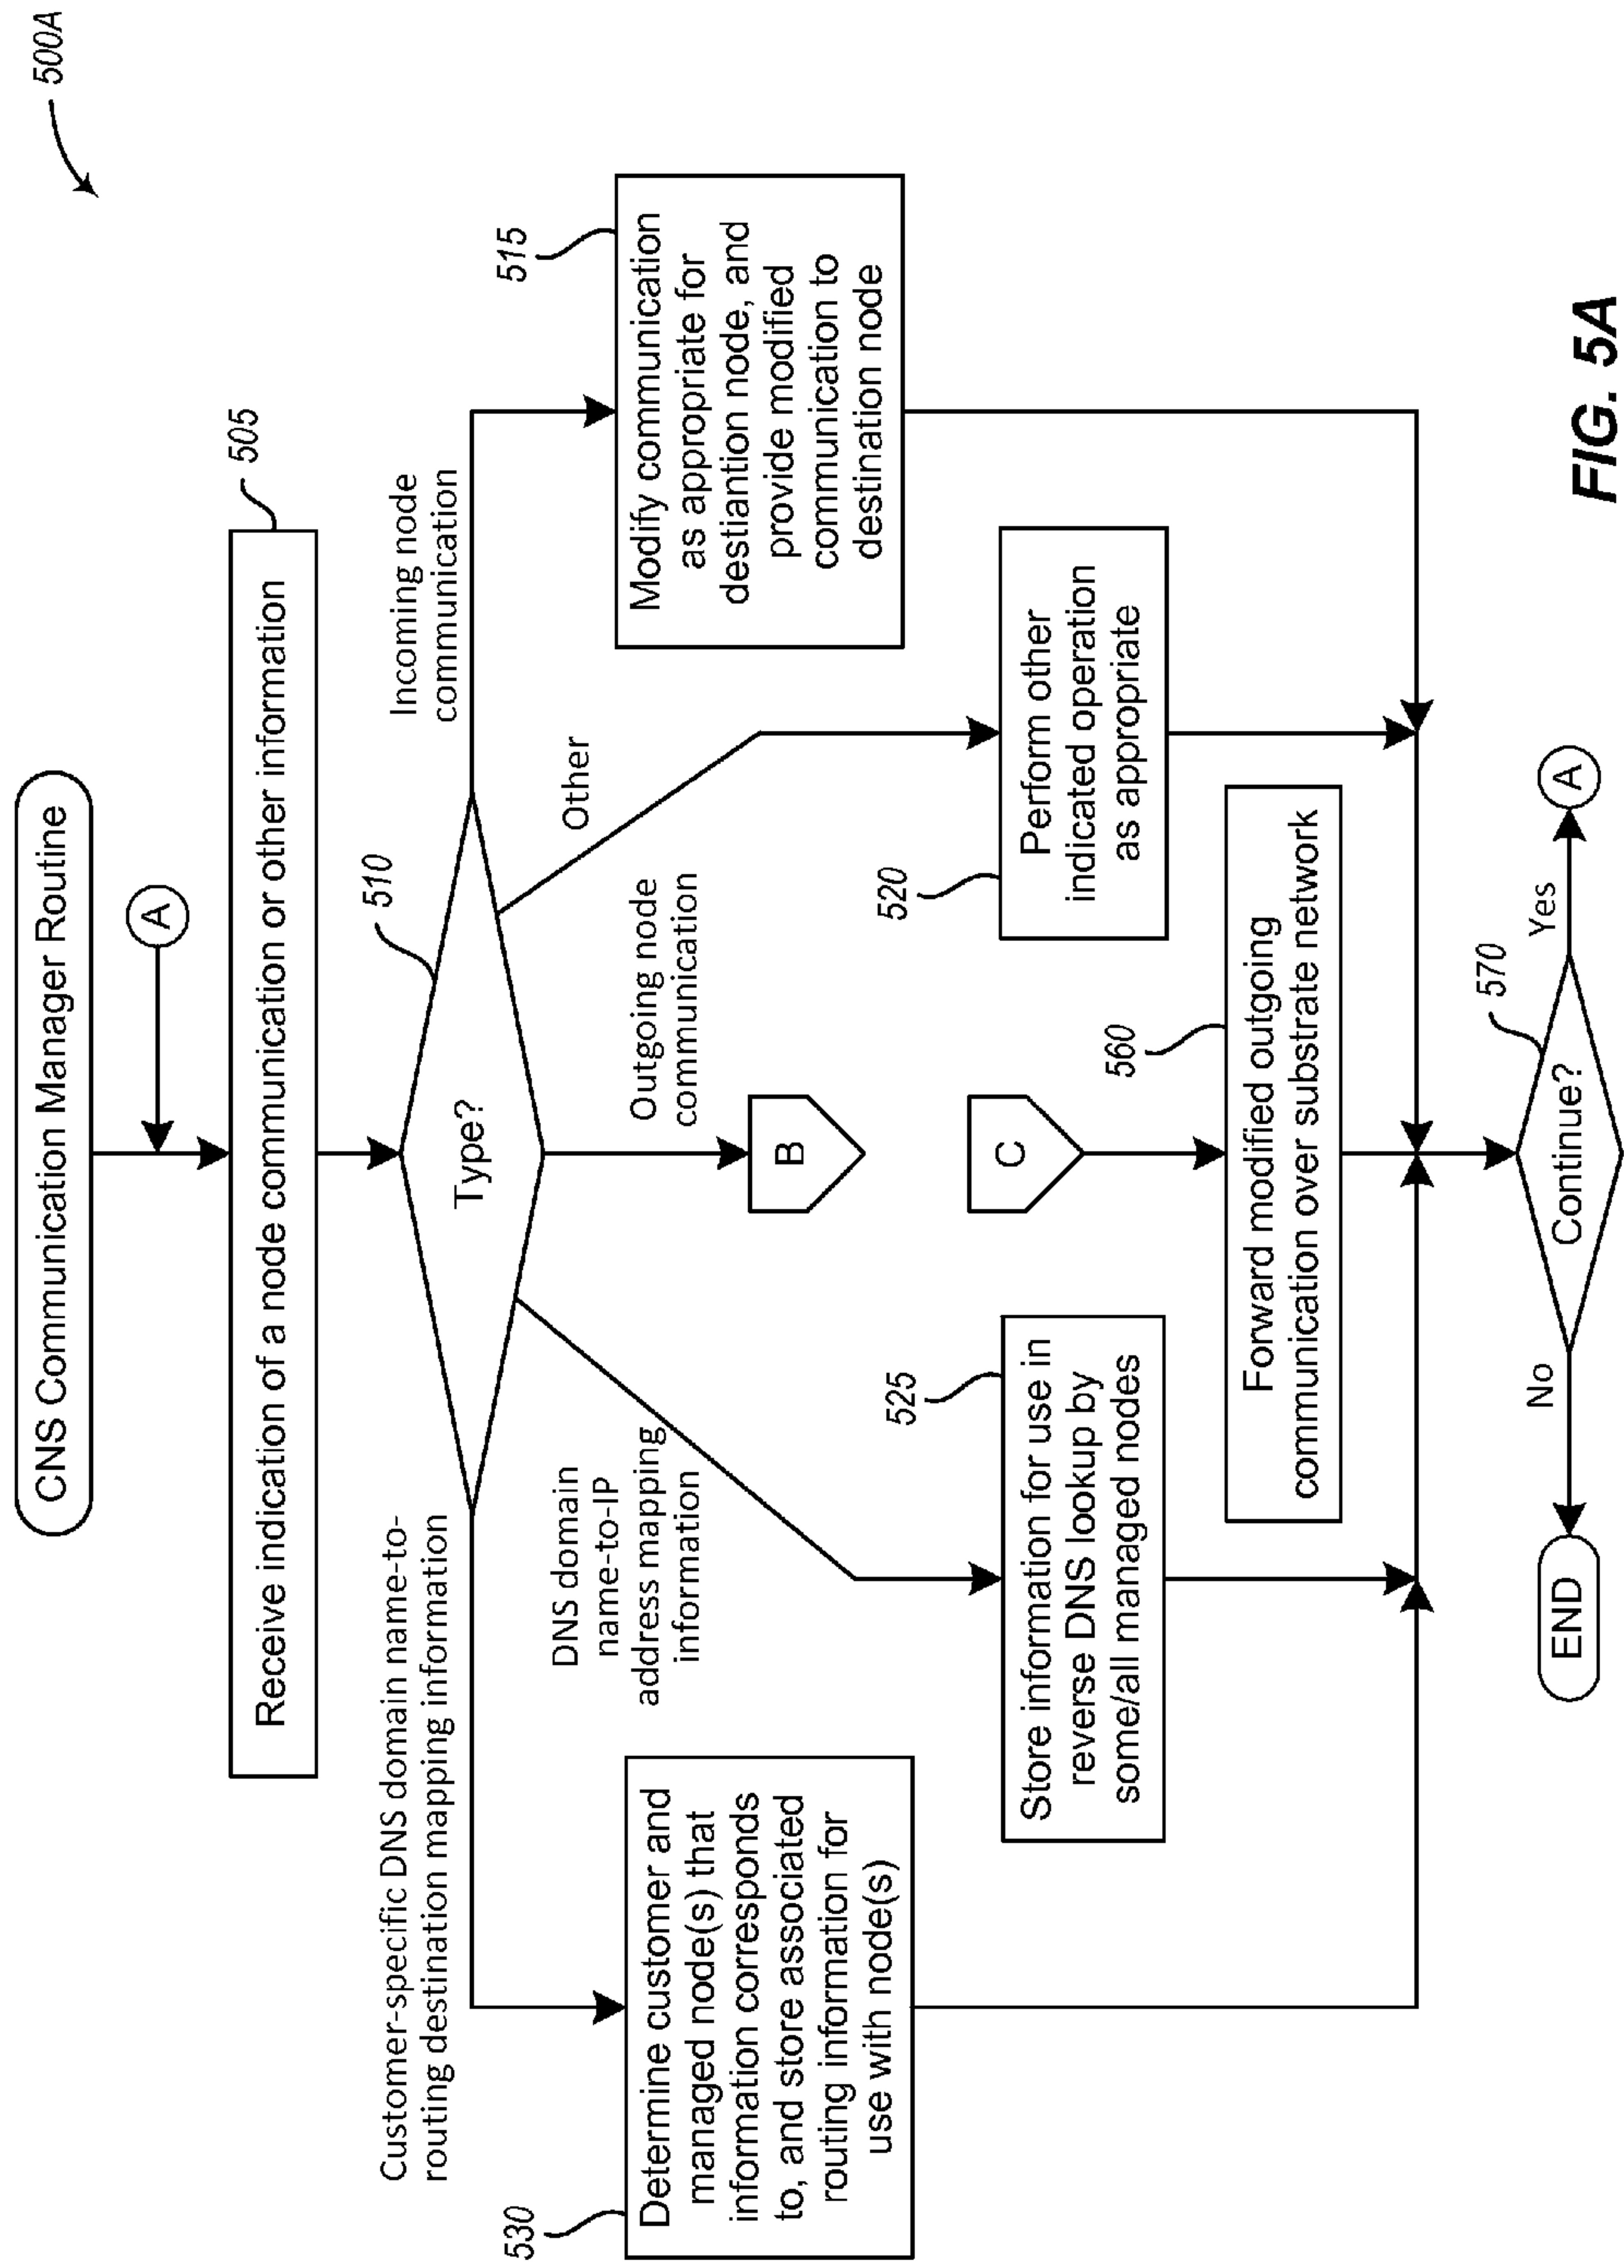 500A
CNS Communication Manager Routine
A
505
Receive indication of a node communication or other information
510
Type?
Customer-specific DNS domain name-to-
routing destination mapping information
DNS domain
name-to-IP
address mapping
information
Outgoing node
communication
Other
Incoming node
communication
530
Determine customer and
managed node(s) that
information corresponds
to, and store associated
routing information for
use with node(s)
515
Modify communication
as appropriate for
destiantion node, and
provide modified
communication to
destination node
B
525
Store information for use in
reverse DNS lookup by
some/all managed nodes
C
520
Perform other
indicated operation
as appropriate
560
Forward modified outgoing
communication over substrate network
570
Continue?
No
END
Yes
A
FIG. 5A